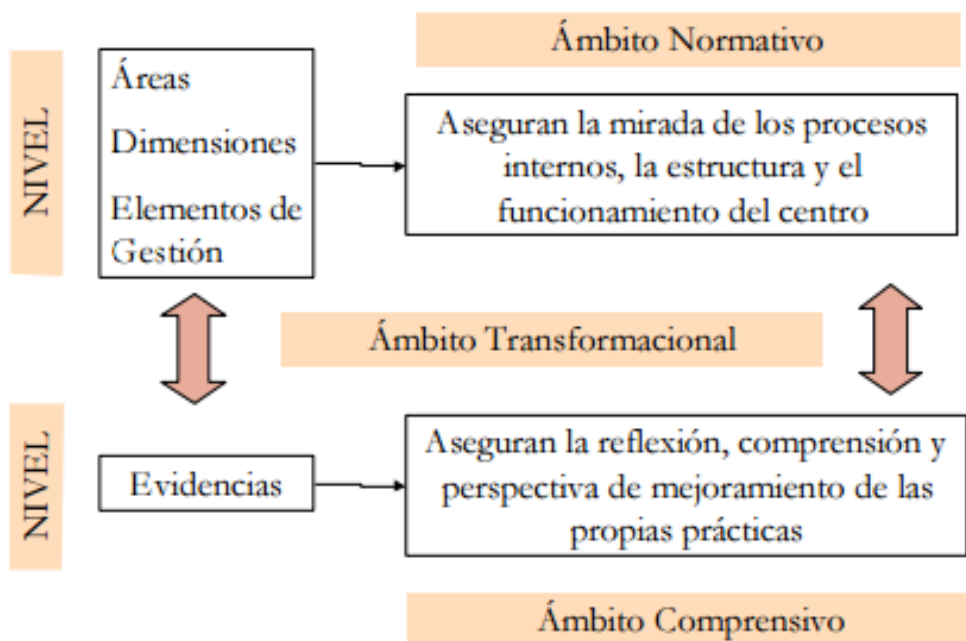 Ámbito Normativo
NIVEL
Áreas
Dimensiones
Elementos de
Gestión
Aseguran la mirada de los procesos
internos, la estructura y el
funcionamiento del centro
Ámbito Transformacional
NIVEL
Evidencias
Aseguran la reflexión, comprensión y
perspectiva de mejoramiento de las
propias prácticas
Ámbito Comprensivo